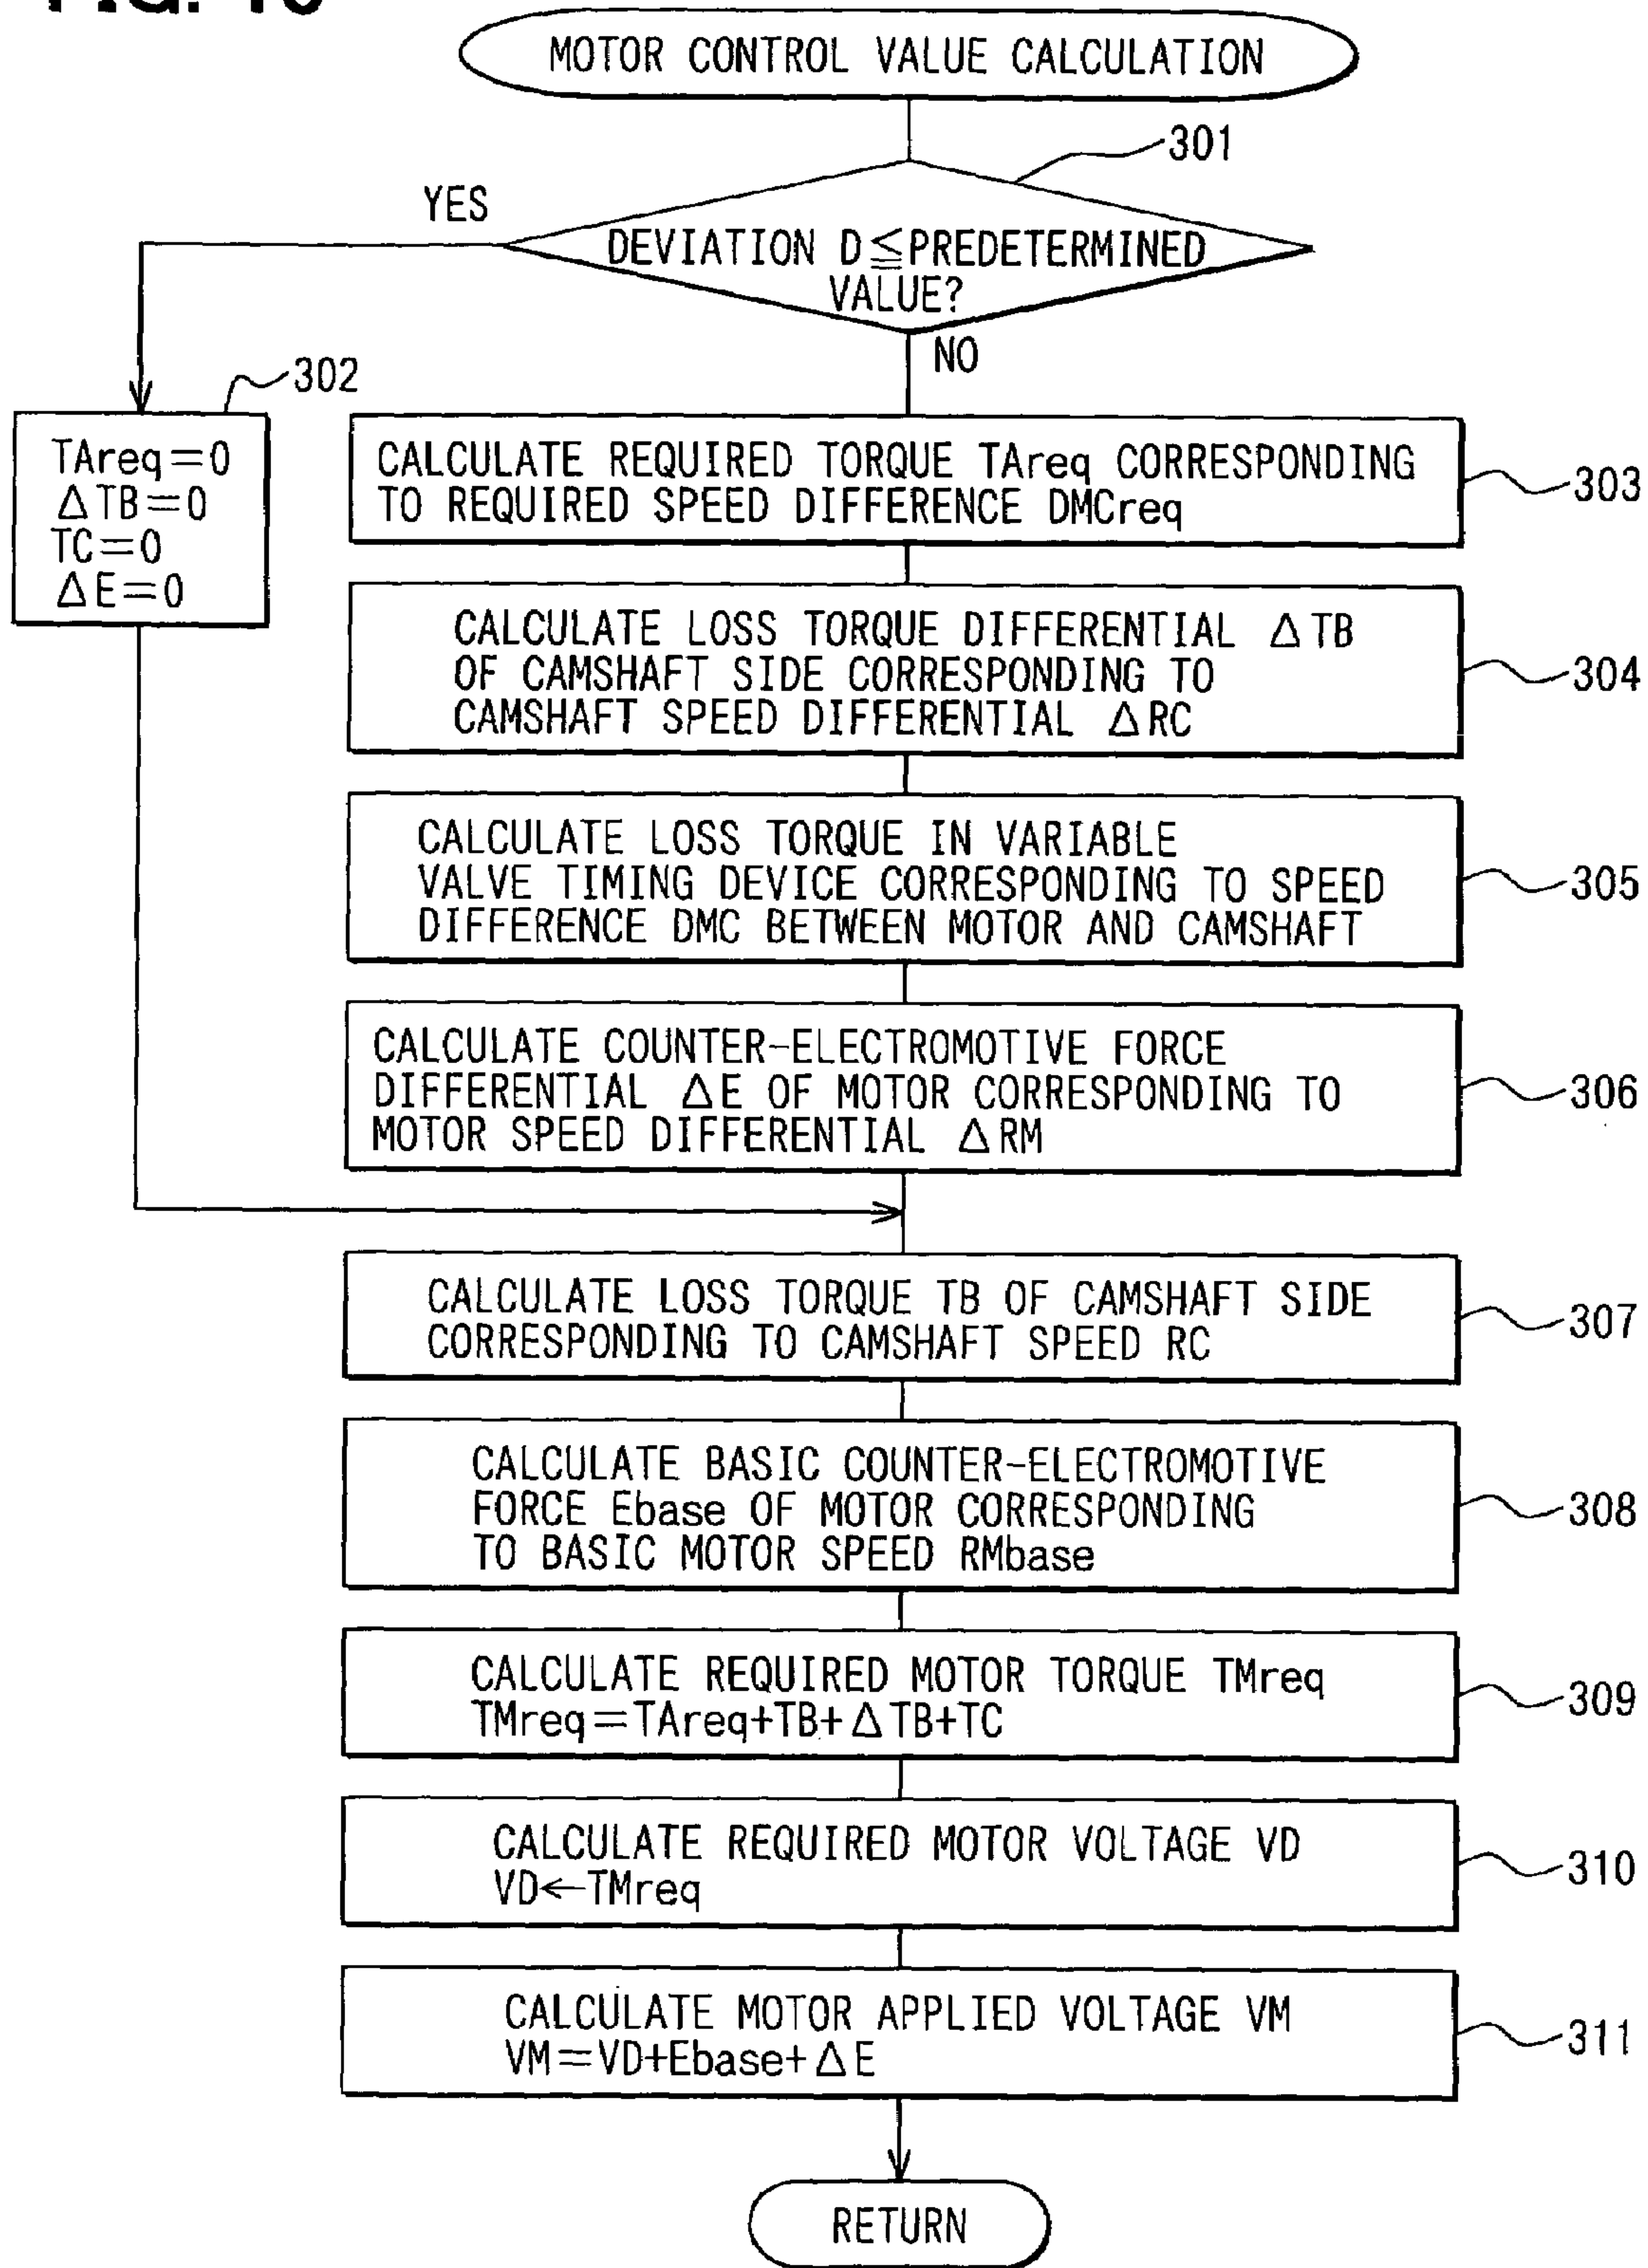 MOTOR CONTROL VALUE CALCULATION
301
YES
DEVIATION D≦PREDETERMINED
VALUE?
NO
302
TAreq=0
ΔTB=0
TC=0
ΔE=0
CALCULATE REQUIRED TORQUE TAreq CORRESPONDING
TO REQUIRED SPEED DIFFERENCE DMCreq
303
CALCULATE LOSS TORQUE DIFFERENTIAL ΔTB
OF CAMSHAFT SIDE CORRESPONDING TO
CAMSHAFT SPEED DIFFERENTIAL ΔRC
304
CALCULATE LOSS TORQUE IN VARIABLE
VALVE TIMING DEVICE CORRESPONDING TO SPEED
DIFFERENCE DMC BETWEEN MOTOR AND CAMSHAFT
305
CALCULATE COUNTER-ELECTROMOTIVE FORCE
DIFFERENTIAL ΔE OF MOTOR CORRESPONDING TO
MOTOR SPEED DIFFERENTIAL ΔRM
306
CALCULATE LOSS TORQUE TB OF CAMSHAFT SIDE
CORRESPONDING TO CAMSHAFT SPEED RC
307
CALCULATE BASIC COUNTER-ELECTROMOTIVE
FORCE Ebase OF MOTOR CORRESPONDING
TO BASIC MOTOR SPEED RMbase
308
CALCULATE REQUIRED MOTOR TORQUE TMreq
TMreq=TAreq+TB+ΔTB+TC
309
CALCULATE REQUIRED MOTOR VOLTAGE VD
VD←TMreq
310
CALCULATE MOTOR APPLIED VOLTAGE VM
VM=VD+Ebase+ΔE
311
RETURN